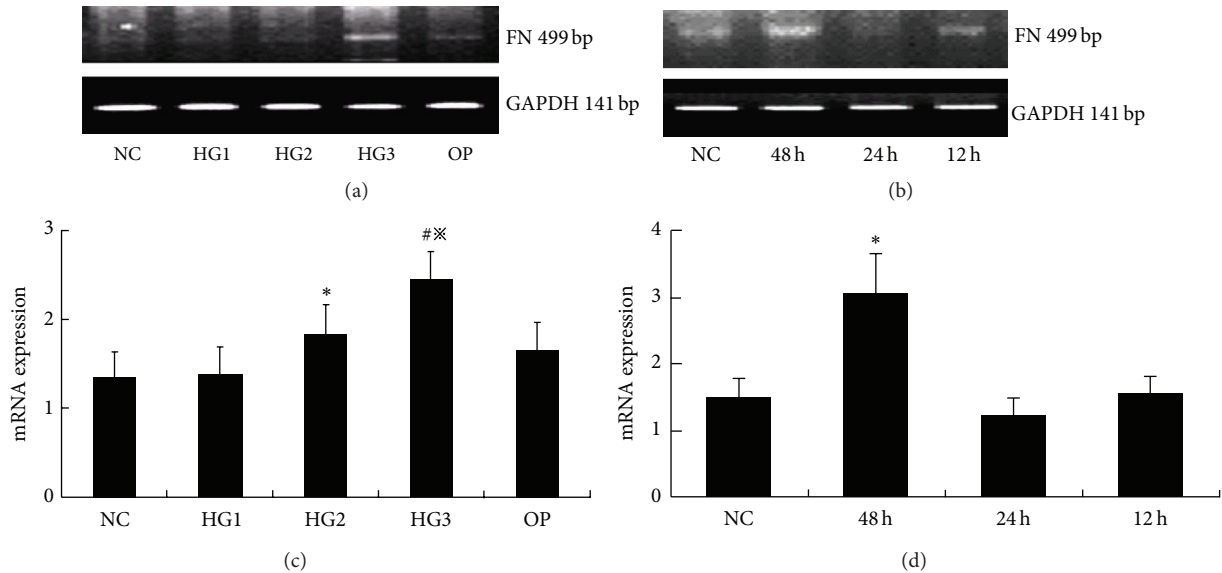 FN 499 bp
GAPDH 141 bp
NC HG1 HG2 HG3 OP
(a)
FN 499 bp
GAPDH 141 bp
NC 48 h 24 h 12 h
(b)
mRNA expression
3
2
1
0
*
#※
NC HG1 HG2 HG3 OP
(c)
mRNA expression
4
3
2
1
0
*
NC 48 h 24 h 12 h
(d)